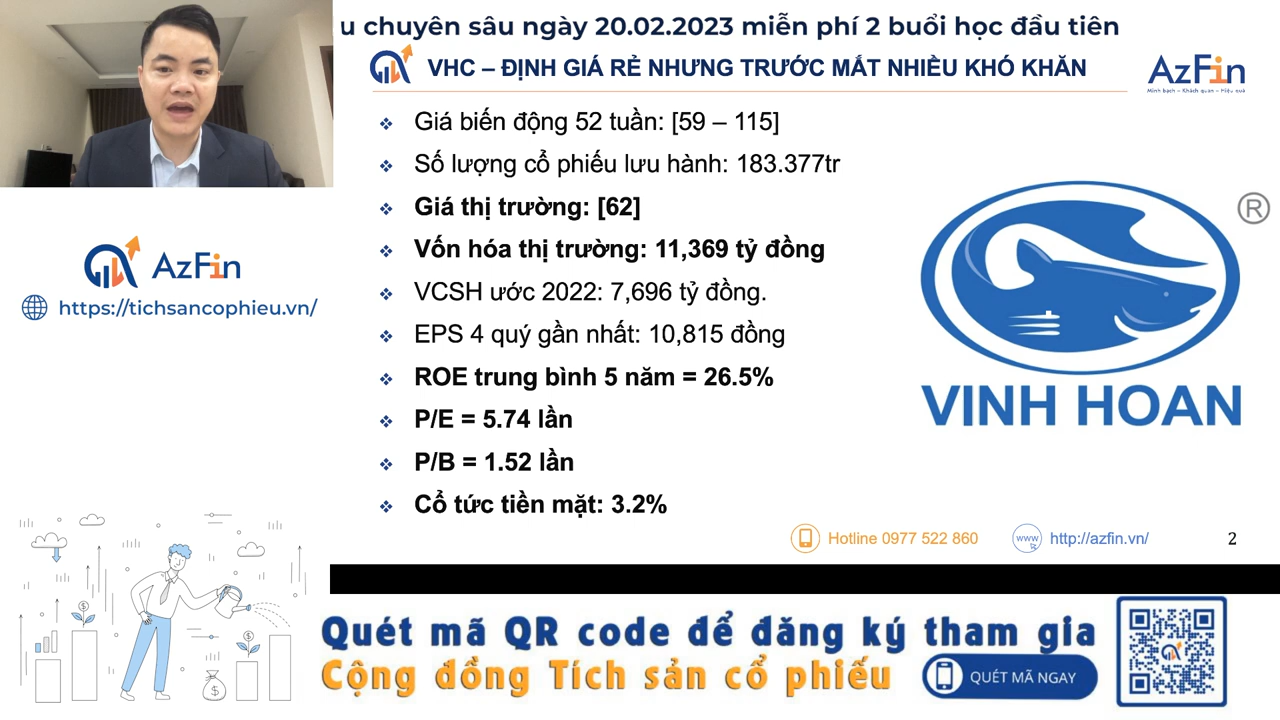 u chuyên sâu ngày 20.02.2023 miễn phí 2 buổi học đầu tiên
VHC – ĐỊNH GIÁ RẺ NHƯNG TRƯỚC MẮT NHIỀU KHÓ KHĂN
AzFin
Minh bạch – Khách quan – Hiệu quả
Giá biến động 52 tuần: [59 – 115]
Số lượng cổ phiếu lưu hành: 183.377tr
Giá thị trường: [62]
Vốn hóa thị trường: 11,369 tỷ đồng
VCSH ước 2022: 7,696 tỷ đồng.
EPS 4 quý gần nhất: 10,815 đồng
ROE trung bình 5 năm = 26.5%
P/E = 5.74 lần
P/B = 1.52 lần
Cổ tức tiền mặt: 3.2%
®
VINH HOAN
AzFin
https://tichsancophieu.vn/
Hotline 0977 522 860
www
http://azfin.vn/
2
Quét mã QR code để đăng ký tham gia
Cộng đồng Tích sản cổ phiếu
QUÉT MÃ NGAY